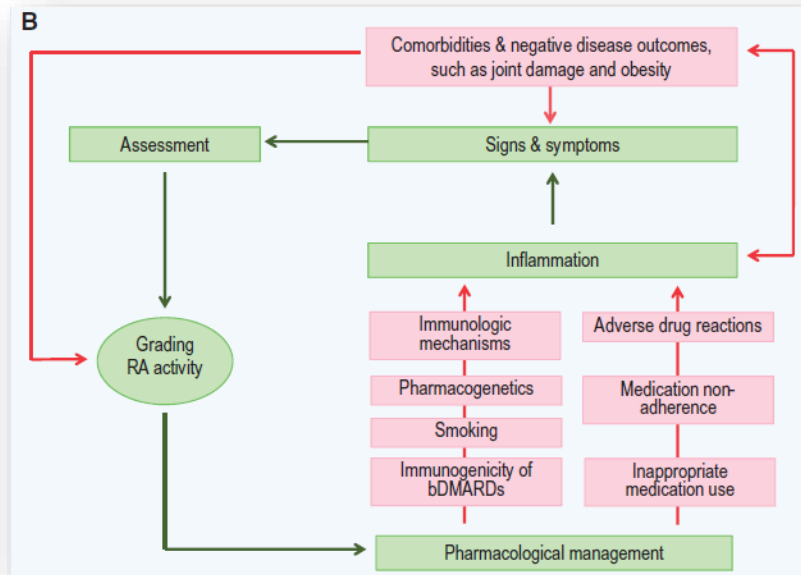 B
Comorbidities & negative disease outcomes,
such as joint damage and obesity
Assessment
Signs & symptoms
Inflammation
Grading
RA activity
Immunologic
mechanisms
Pharmacogenetics
Smoking
Immunogenicity of
bDMARDs
Adverse drug reactions
Medication non-
adherence
Inappropriate
medication use
Pharmacological management